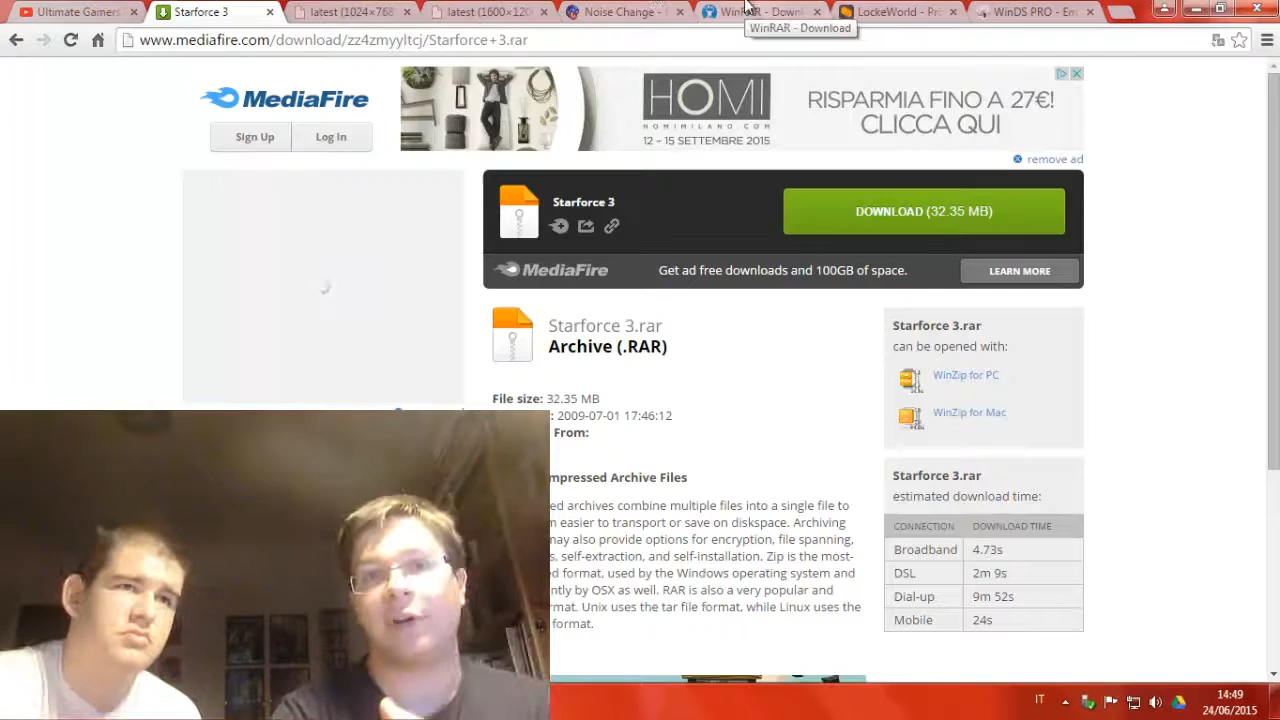 Ultimate Gamers
Starforce 3
latest (1024×768
latest (1600×120
Noise Change -
WinRAR - Downl
LockeWorld - Pro
WinDS PRO - Em
WinRAR - Download
www.mediafire.com/download/zz4zmyyltcj/Starforce+3.rar
MediaFire
Sign Up
Log In
HOMI
HOMIMILANO.COM
12 – 15 SETTEMBRE 2015
RISPARMIA FINO A 27€!
CLICCA QUI
remove ad
Starforce 3
DOWNLOAD (32.35 MB)
MediaFire
Get ad free downloads and 100GB of space.
LEARN MORE
Starforce 3.rar
Archive (.RAR)
File size: 32.35 MB
: 2009-07-01 17:46:12
From:
mpressed Archive Files
ed archives combine multiple files into a single file to
m easier to transport or save on diskspace. Archiving
may also provide options for encryption, file spanning,
s, self-extraction, and self-installation. Zip is the most-
d format, used by the Windows operating system and
ntly by OSX as well. RAR is also a very popular and
rmat. Unix uses the tar file format, while Linux uses the
format.
Starforce 3.rar
can be opened with:
WinZip for PC
WinZip for Mac
Starforce 3.rar
estimated download time:
CONNECTION DOWNLOAD TIME
Broadband 4.73s
DSL 2m 9s
Dial-up 9m 52s
Mobile 24s
IT
14:49
24/06/2015